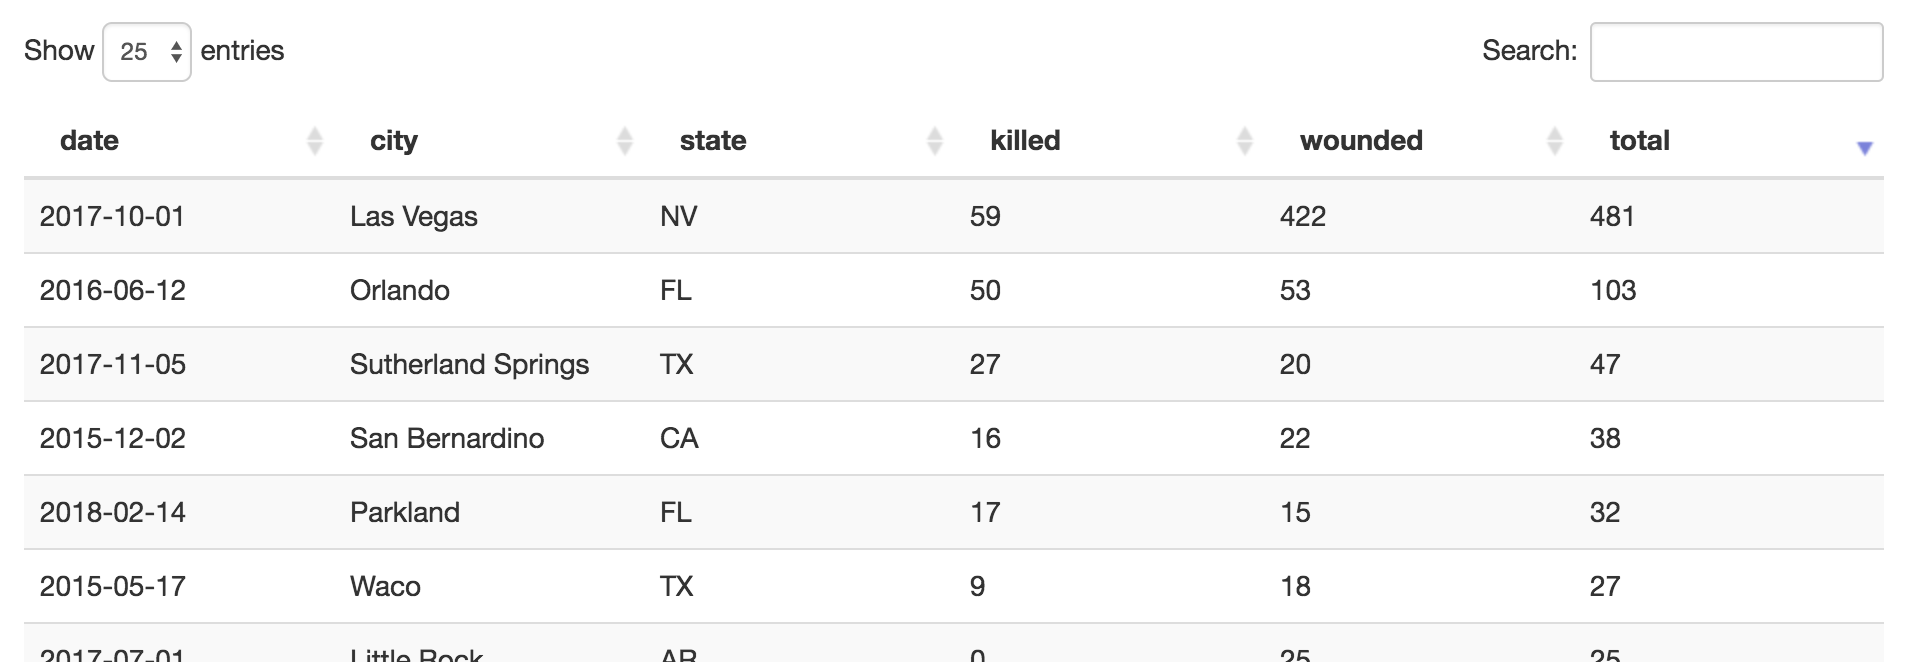 Show 25 entries Search:
date city state killed wounded total
2017-10-01 Las Vegas NV 59 422 481
2016-06-12 Orlando FL 50 53 103
2017-11-05 Sutherland Springs TX 27 20 47
2015-12-02 San Bernardino CA 16 22 38
2018-02-14 Parkland FL 17 15 32
2015-05-17 Waco TX 9 18 27
2017-07-01 Little Rock AR 0 25 25